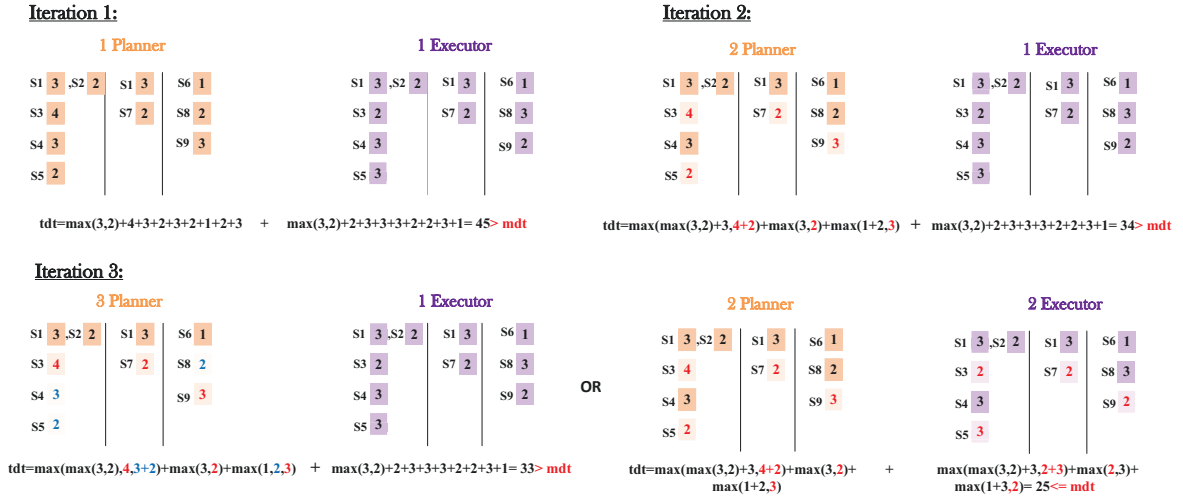 Iteration 1:
1 Planner
S1 3 ,S2 2 S1 3 S6 1
S3 4 S7 2 S8 2
S4 3 S9 3
S5 2
1 Executor
S1 3 ,S2 2 S1 3 S6 1
S3 2 S7 2 S8 3
S4 3 S9 2
S5 3
tdt=max(3,2)+4+3+2+3+2+1+2+3 + max(3,2)+2+3+3+3+2+2+3+1= 45> mdt
Iteration 2:
2 Planner
S1 3 ,S2 2 S1 3 S6 1
S3 4 S7 2 S8 2
S4 3 S9 3
S5 2
1 Executor
S1 3 ,S2 2 S1 3 S6 1
S3 2 S7 2 S8 3
S4 3 S9 2
S5 3
tdt=max(max(3,2)+3,4+2)+max(3,2)+max(1+2,3) + max(3,2)+2+3+3+3+2+2+3+1= 34> mdt
Iteration 3:
3 Planner
S1 3 ,S2 2 S1 3 S6 1
S3 4 S7 2 S8 2
S4 3 S9 3
S5 2
1 Executor
S1 3 ,S2 2 S1 3 S6 1
S3 2 S7 2 S8 3
S4 3 S9 2
S5 3
tdt=max(max(3,2),4,3+2)+max(3,2)+max(1,2,3) + max(3,2)+2+3+3+3+2+2+3+1= 33> mdt
OR
2 Planner
S1 3 ,S2 2 S1 3 S6 1
S3 4 S7 2 S8 2
S4 3 S9 3
S5 2
2 Executor
S1 3 ,S2 2 S1 3 S6 1
S3 2 S7 2 S8 3
S4 3 S9 2
S5 3
tdt=max(max(3,2)+3,4+2)+max(3,2)+
max(1+2,3)
+
max(max(3,2)+3,2+3)+max(2,3)+
max(1+3,2)= 25<= mdt